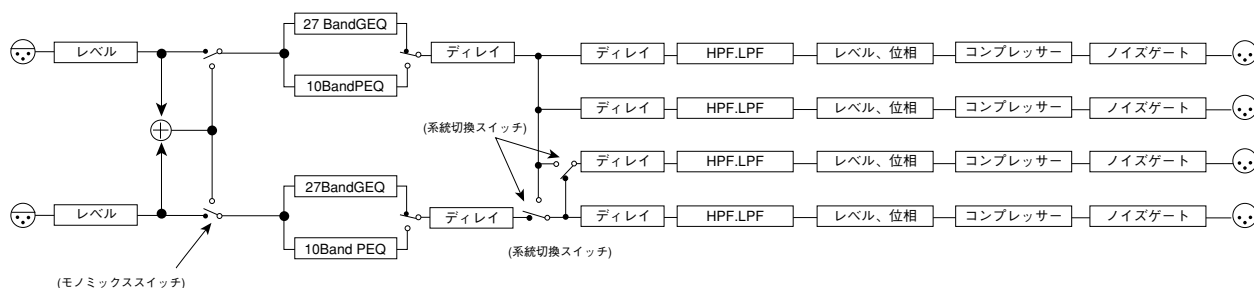 27 BandGEQ
レベル
ディレイ
ディレイ
HPF.LPF
レベル、位相
コンプレッサー
ノイズゲート
10BandPEQ
ディレイ
HPF.LPF
レベル、位相
コンプレッサー
ノイズゲート
(系統切換スイッチ)
ディレイ
HPF.LPF
レベル、位相
コンプレッサー
ノイズゲート
27BandGEQ
レベル
ディレイ
ディレイ
HPF.LPF
レベル、位相
コンプレッサー
ノイズゲート
10Band PEQ
(系統切換スイッチ)
(モノミックススイッチ)